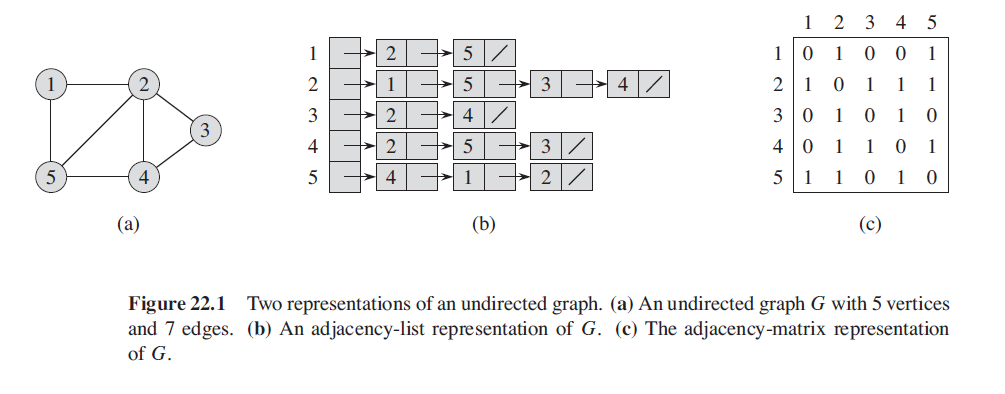 1 2 3 4 5
1 2 5 /
1 0 1 0 0 1
2 1 5 3 4 /
2 1 0 1 1 1
3 2 4 /
3 0 1 0 1 0
4 2 5 3 /
4 0 1 1 0 1
5 4 1 2 /
5 1 1 0 1 0
1 2
3
5 4
(a) (b) (c)
Figure 22.1 Two representations of an undirected graph. (a) An undirected graph G with 5 vertices
and 7 edges. (b) An adjacency-list representation of G. (c) The adjacency-matrix representation
of G.